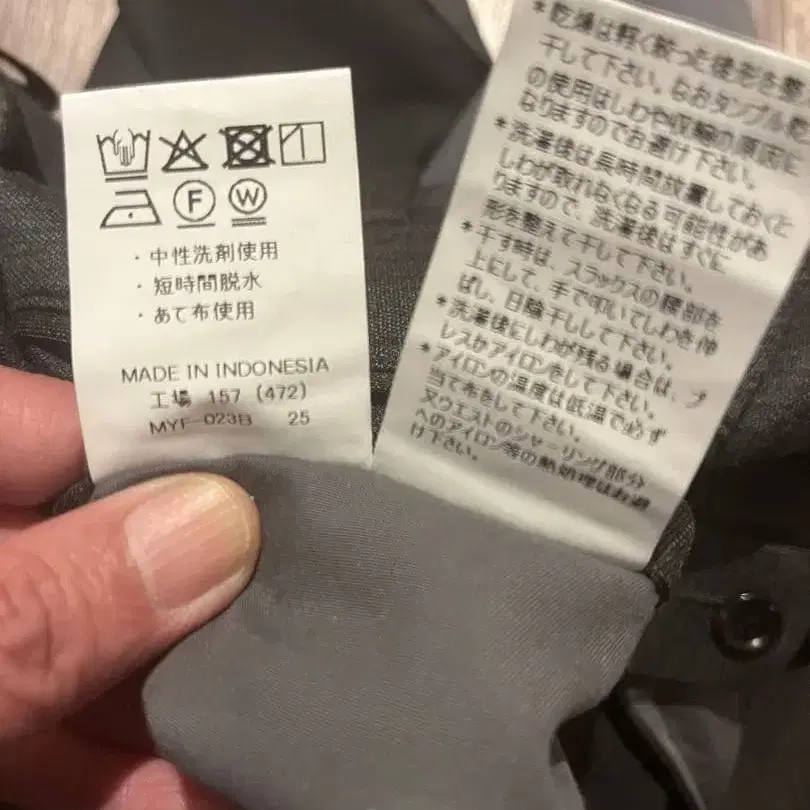 F
W
・中性洗剤使用
・短時間脱水
・あて布使用
MADE IN INDONESIA
工場 157 (472)
MYF-023B 25
*乾燥は軽く絞った後形を整え
干して下さい。なおタンブル乾
の使用はしわや収縮の原因に
なりますのでお避け下さい。
*洗濯後は長時間放置しておくと
しわが取れなくなる可能性があ
りますので、洗濯後はすぐに
形を整えて干して下さい。
*干す時は、スラックスの腰部を
上にして、手で叩いてしわを伸
ばし、日陰干しして下さい。
*洗濯後にしわが残る場合は、プ
レスかアイロンをして下さい。
*アイロンの温度は低温で必ず
当て布をして下さい。
又ウエストのシャーリング部分
へのアイロン等の熱処理はお避
け下さい。